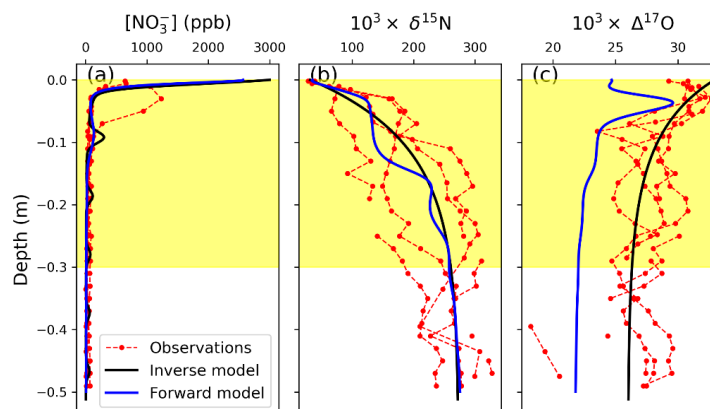 [NO₃⁻] (ppb) 10³ × δ¹⁵N 10³ × Δ¹⁷O
0 1000 2000 3000 100 200 300 20 25 30
(a) (b) (c)
0.0
−0.1
−0.2
−0.3
−0.4
−0.5
Depth (m)
Observations
Inverse model
Forward model